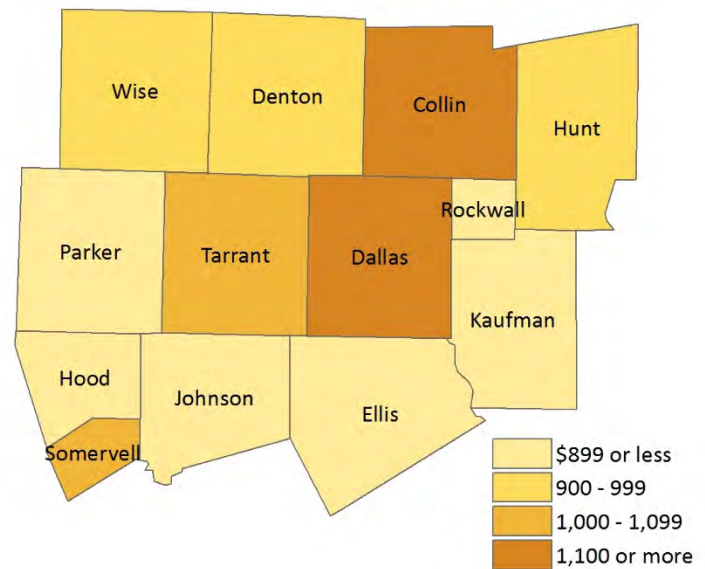 Wise
Denton
Collin
Hunt
Rockwall
Parker
Tarrant
Dallas
Kaufman
Hood
Johnson
Ellis
Somervell
$899 or less
900 - 999
1,000 - 1,099
1,100 or more